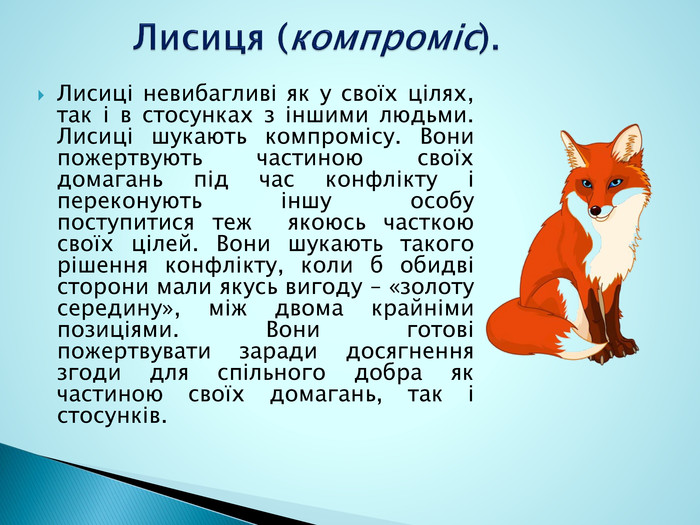 Лисиця (компроміс).
Лисиці невибагливі як у своїх цілях,
так і в стосунках з іншими людьми.
Лисиці шукають компромісу. Вони
пожертвують частиною своїх
домагань під час конфлікту і
переконують іншу особу
поступитися теж якоюсь часткою
своїх цілей. Вони шукають такого
рішення конфлікту, коли б обидві
сторони мали якусь вигоду – «золоту
середину», між двома крайніми
позиціями. Вони готові
пожертвувати заради досягнення
згоди для спільного добра як
частиною своїх домагань, так і
стосунків.